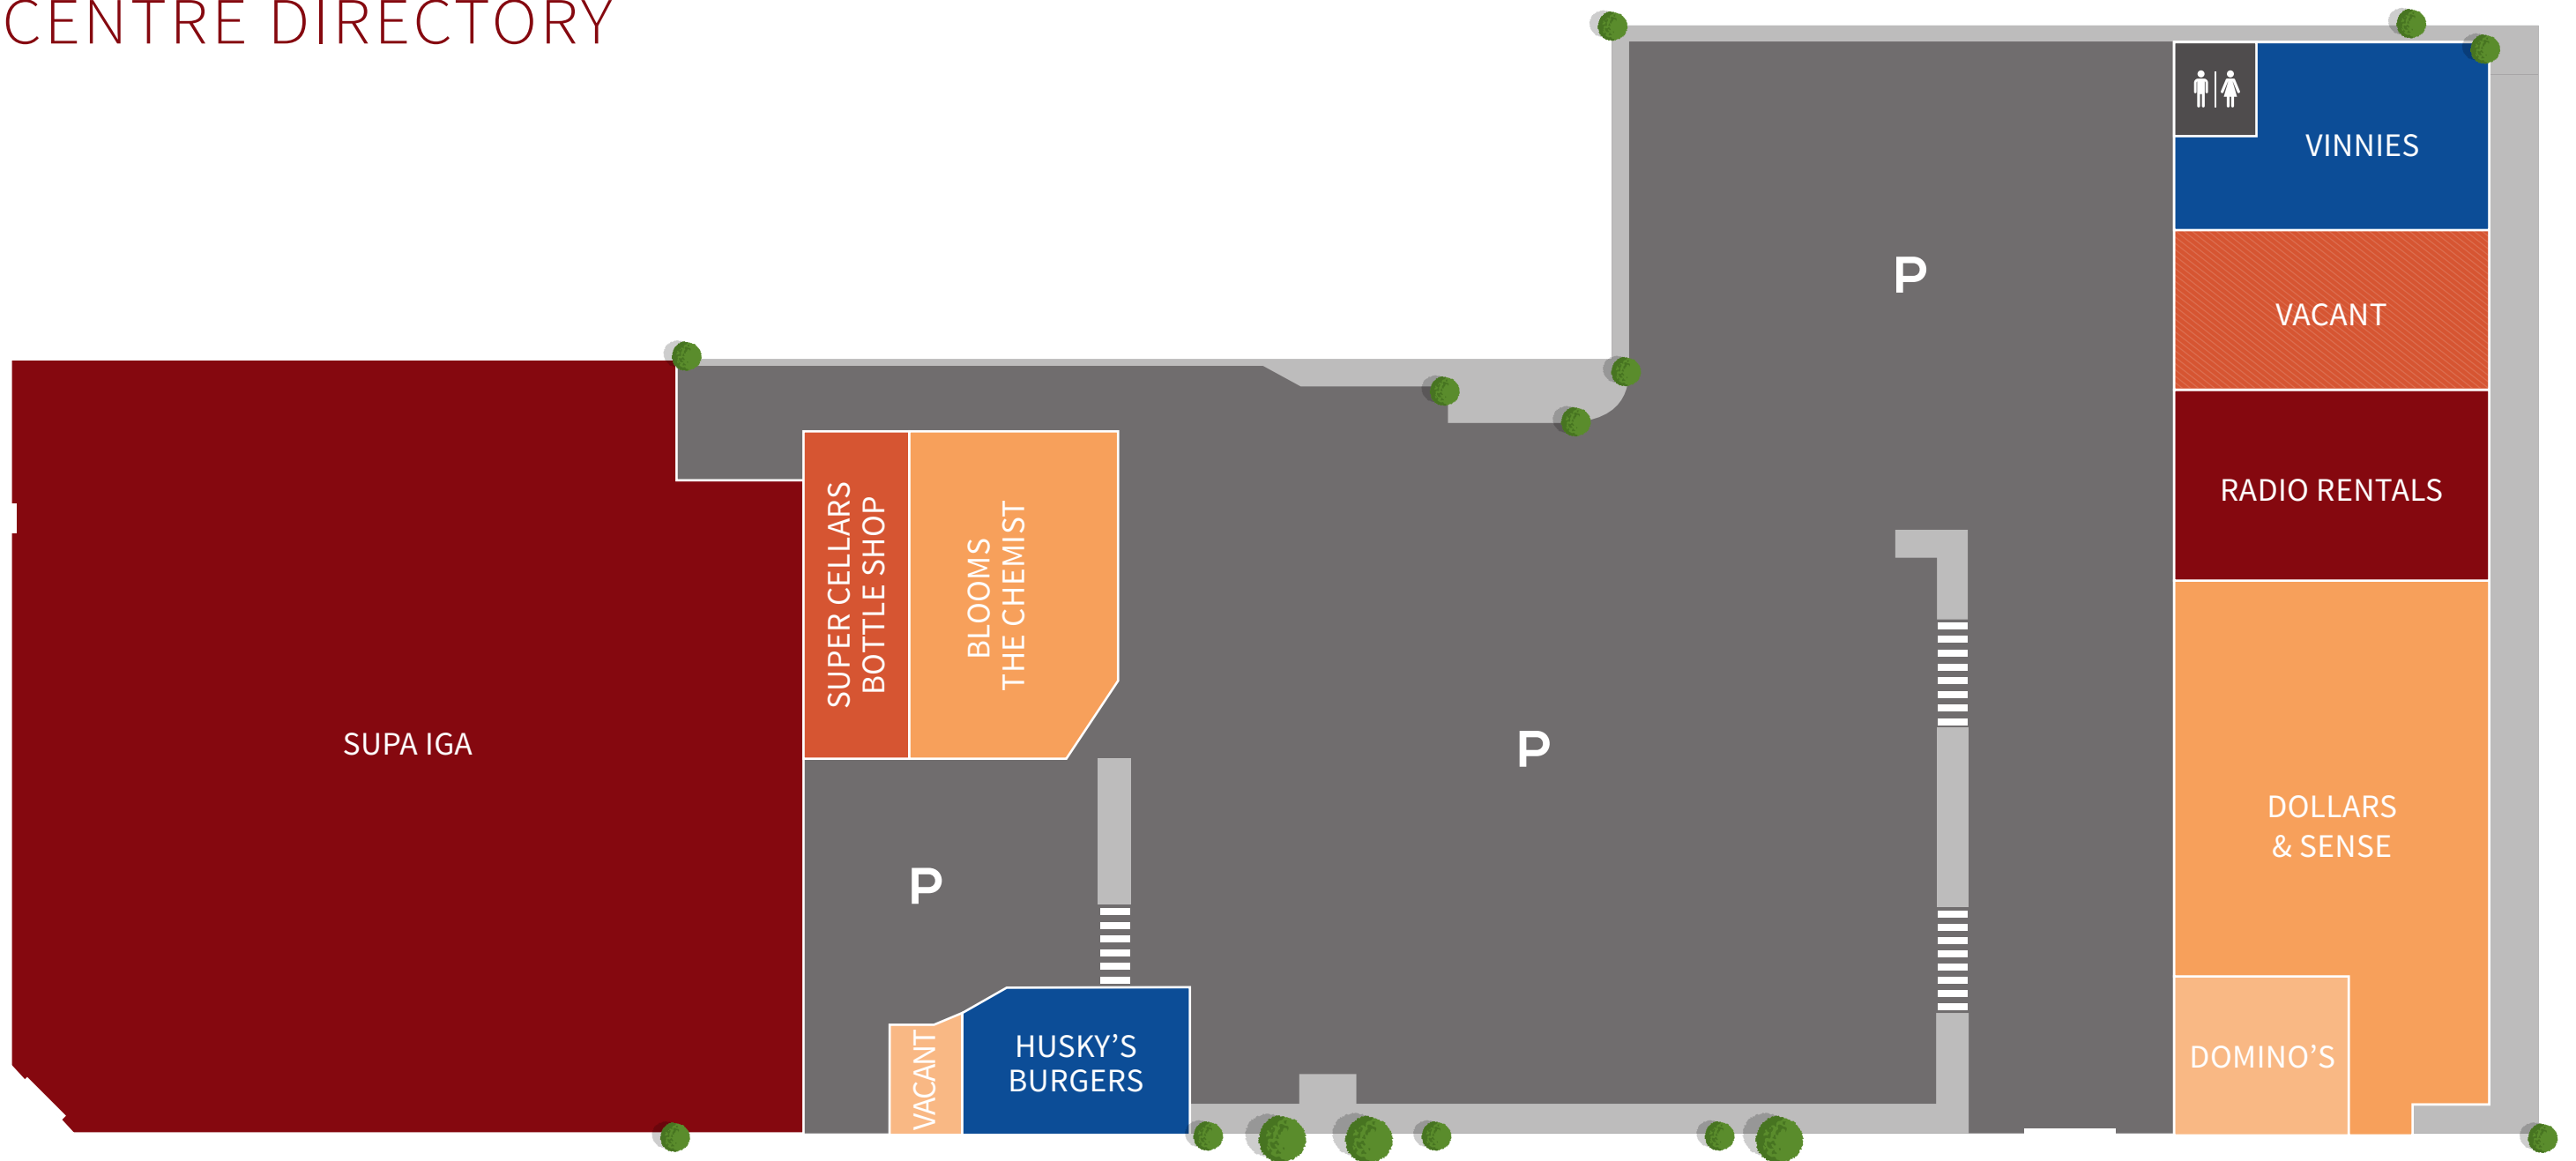 CENTRE DIRECTORY
VINNIES
P
VACANT
RADIO RENTALS
SUPER CELLARS
BOTTLE SHOP
BLOOMS
THE CHEMIST
SUPA IGA
P
DOLLARS
& SENSE
P
VACANT
HUSKY’S
BURGERS
DOMINO’S